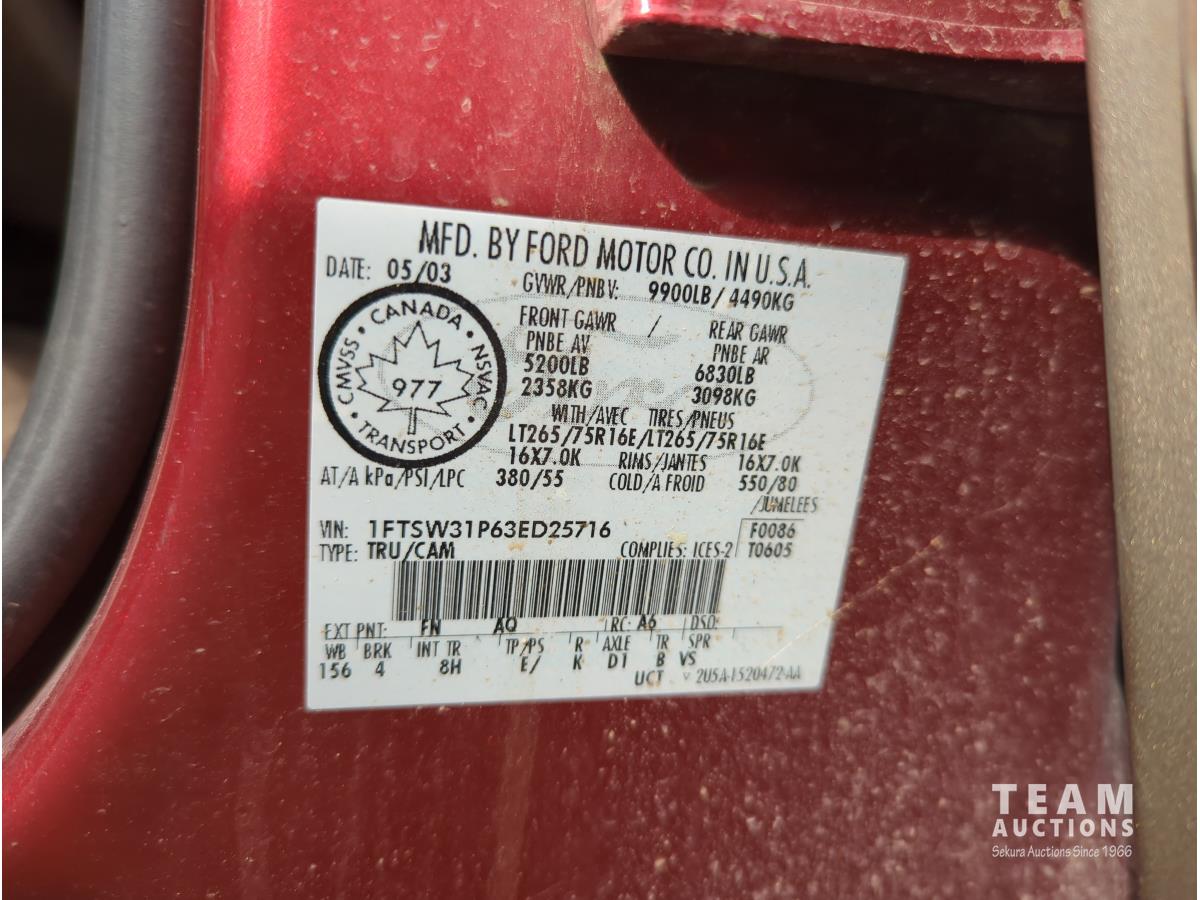 MFD. BY FORD MOTOR CO. IN U.S.A.
DATE: 05/03 GVWR/PNBV: 9900LB/4490KG
CMVSS • CANADA • NSVAC • TRANSPORT •
977
FRONT GAWR / REAR GAWR
PNBE AV PNBE AR
5200LB 6830LB
2358KG 3098KG
WITH/AVEC TIRES/PNEUS
LT265/75R16E/LT265/75R16E
16X7.0K RIMS/JANTES 16X7.0K
AT/A kPa/PSI/LPC 380/55 COLD/A FROID 550/80
/JUMELEES
VIN: 1FTSW31P63ED25716 F0086
TYPE: TRU/CAM COMPLIES: ICES-2 T0605
EXT PNT: FN AQ RC: A6 DSO:
WB BRK INT TR TP/PS R AXLE TR SPR
156 4 8H E/ K D1 B VS
UCT 2U5A-1520472-AA
TEAM
AUCTIONS
Sekura Auctions Since 1966